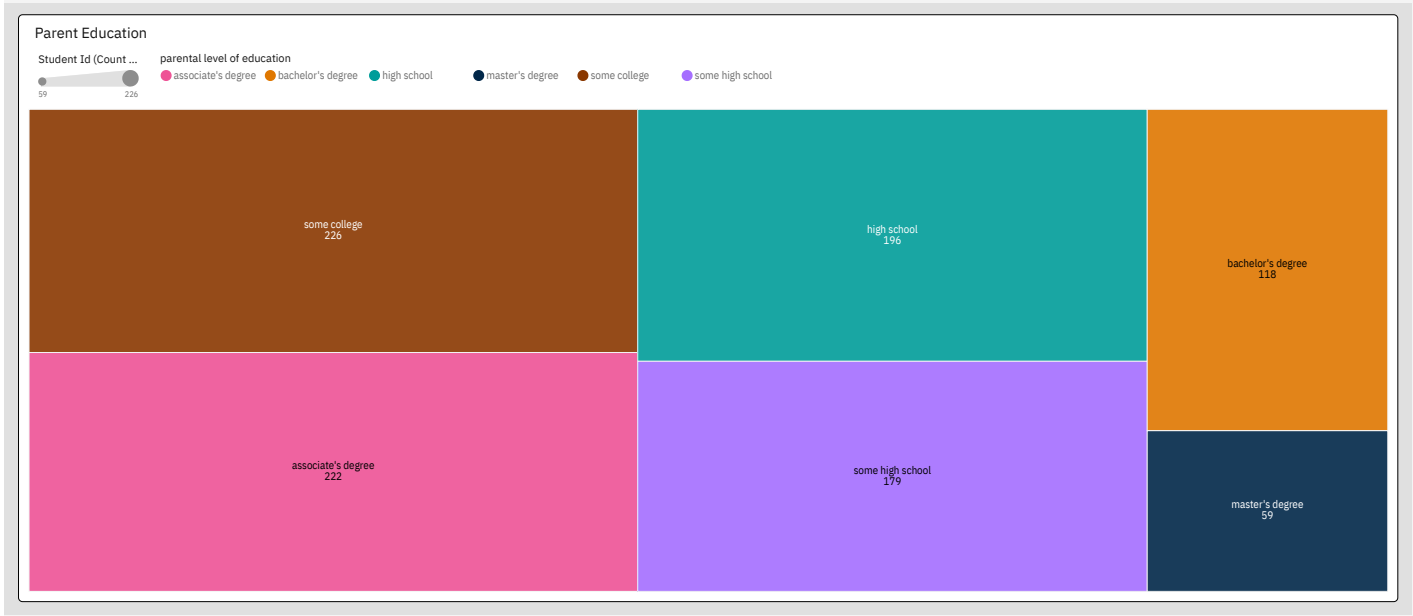 Parent Education
Student Id (Count ...
59 226
parental level of education
associate's degree bachelor's degree high school master's degree some college some high school
some college
226
high school
196
bachelor's degree
118
associate's degree
222
some high school
179
master's degree
59